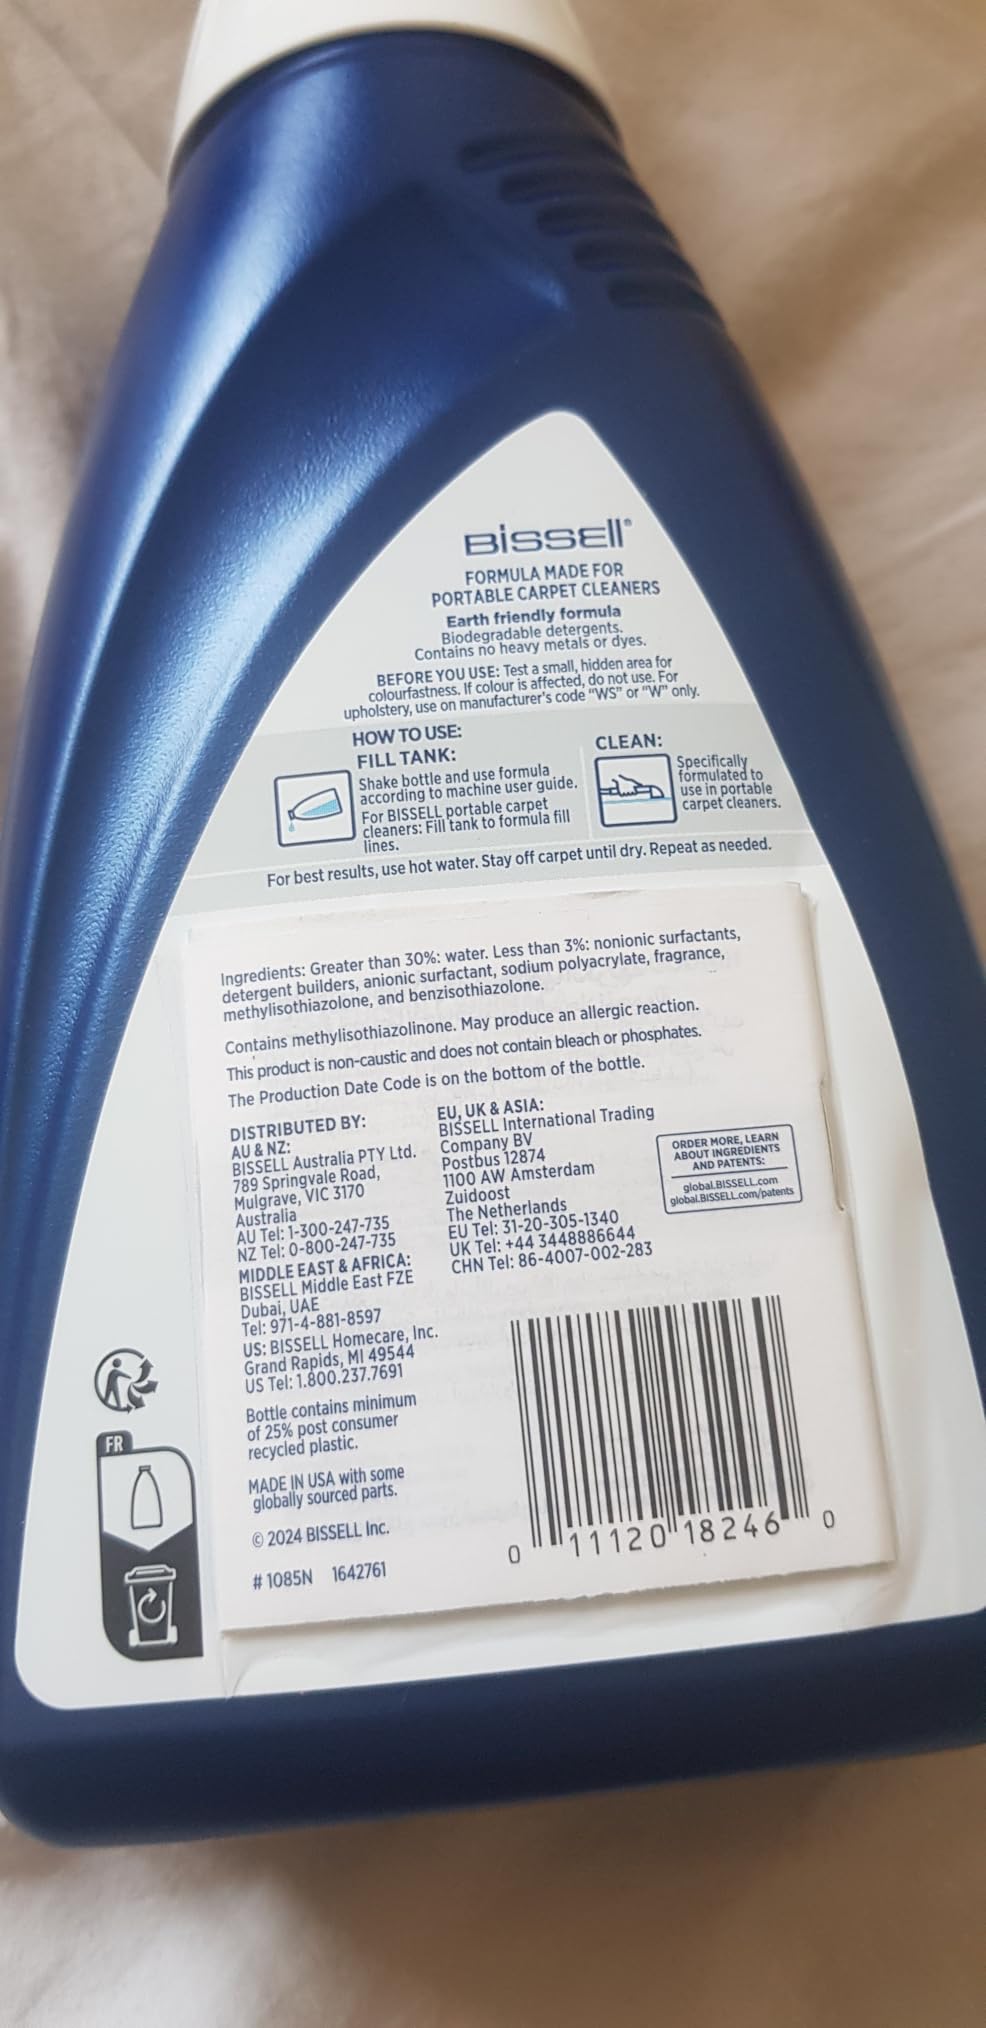 BISSELL®
FORMULA MADE FOR
PORTABLE CARPET CLEANERS
Earth friendly formula
Biodegradable detergents.
Contains no heavy metals or dyes.
BEFORE YOU USE: Test a small, hidden area for
colourfastness. If colour is affected, do not use. For
upholstery, use on manufacturer's code "WS" or "W" only.
HOW TO USE:
FILL TANK:
Shake bottle and use formula
according to machine user guide.
For BISSELL portable carpet
cleaners: Fill tank to formula fill
lines.
CLEAN:
Specifically
formulated to
use in portable
carpet cleaners.
For best results, use hot water. Stay off carpet until dry. Repeat as needed.
Ingredients: Greater than 30%: water. Less than 3%: nonionic surfactants,
detergent builders, anionic surfactant, sodium polyacrylate, fragrance,
methylisothiazolone, and benzisothiazolone.
Contains methylisothiazolinone. May produce an allergic reaction.
This product is non-caustic and does not contain bleach or phosphates.
The Production Date Code is on the bottom of the bottle.
DISTRIBUTED BY:
AU & NZ:
BISSELL Australia PTY Ltd.
789 Springvale Road,
Mulgrave, VIC 3170
Australia
AU Tel: 1-300-247-735
NZ Tel: 0-800-247-735
MIDDLE EAST & AFRICA:
BISSELL Middle East FZE
Dubai, UAE
Tel: 971-4-881-8597
US: BISSELL Homecare, Inc.
Grand Rapids, MI 49544
US Tel: 1.800.237.7691
EU, UK & ASIA:
BISSELL International Trading
Company BV
Postbus 12874
1100 AW Amsterdam
Zuidoost
The Netherlands
EU Tel: 31-20-305-1340
UK Tel: +44 3448886644
CHN Tel: 86-4007-002-283
ORDER MORE, LEARN
ABOUT INGREDIENTS
AND PATENTS:
global.BISSELL.com
global.BISSELL.com/patents
Bottle contains minimum
of 25% post consumer
recycled plastic.
MADE IN USA with some
globally sourced parts.
© 2024 BISSELL Inc.
# 1085N 1642761
0 11120 18246 0
FR